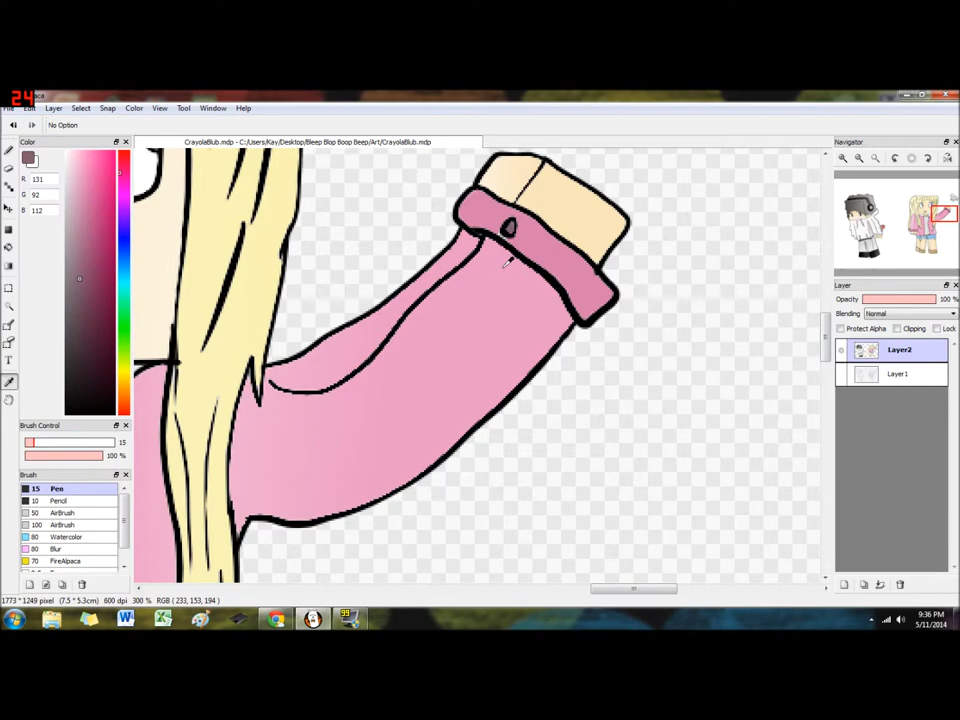 24
aca
File Edit Layer Select Snap Color View Tool Window Help
No Option
Color
CrayolaBlub.mdp - C:/Users/Kay/Desktop/Bleep Blop Boop Beep/Art/CrayolaBlub.mdp
Navigator
R 131
G 92
B 112
Layer
Opacity 100 %
Blending Normal
Protect Alpha Clipping Lock
Layer2
Layer1
Brush Control
15
100 %
Brush
15 Pen
10 Pencil
50 AirBrush
100 AirBrush
80 Watercolor
80 Blur
70 FireAlpaca
1773 * 1249 pixel (7.5 * 5.3cm) 600 dpi 300 % RGB (233, 153, 194)
99
9:36 PM
5/11/2014